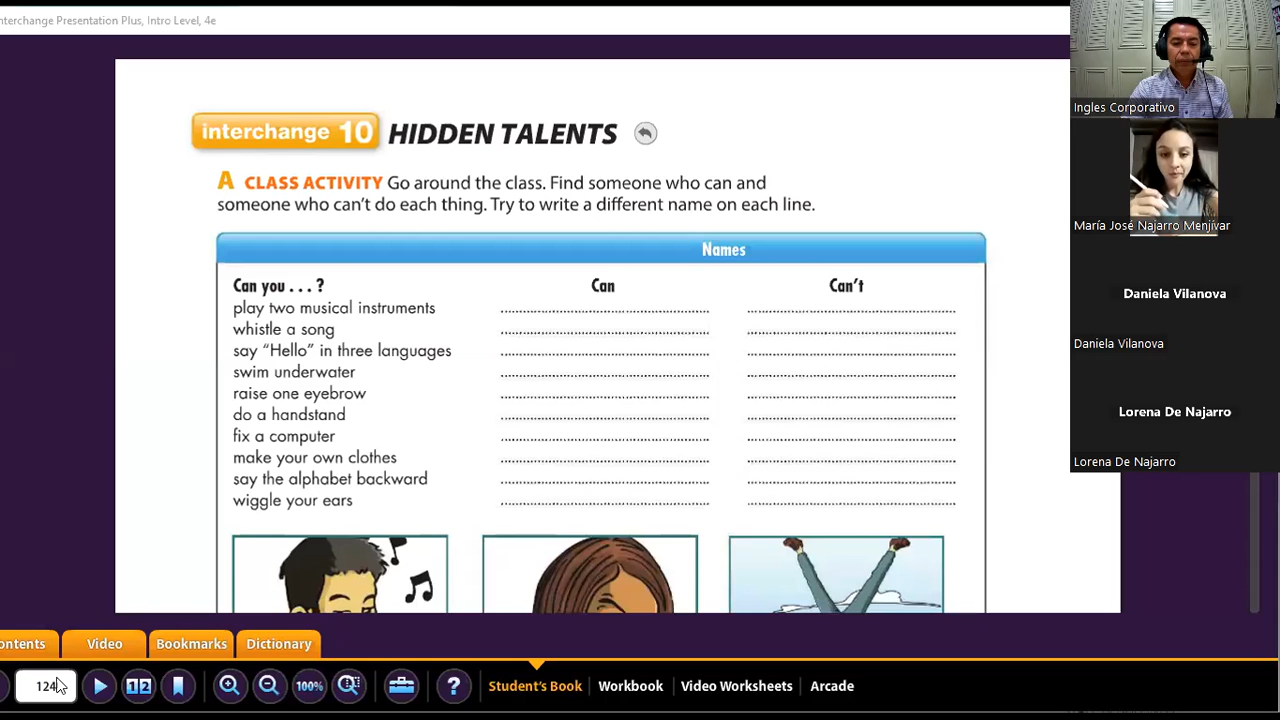 nterchange Presentation Plus, Intro Level, 4e
interchange 10 HIDDEN TALENTS
A CLASS ACTIVITY Go around the class. Find someone who can and
someone who can't do each thing. Try to write a different name on each line.
Names
Can you . . . ? Can Can't
play two musical instruments
whistle a song
say "Hello" in three languages
swim underwater
raise one eyebrow
do a handstand
fix a computer
make your own clothes
say the alphabet backward
wiggle your ears
Ingles Corporativo
María José Najarro Menjívar
Daniela Vilanova
Daniela Vilanova
Lorena De Najarro
Lorena De Najarro
ontents Video Bookmarks Dictionary
124 12 100% ? Student's Book Workbook Video Worksheets Arcade